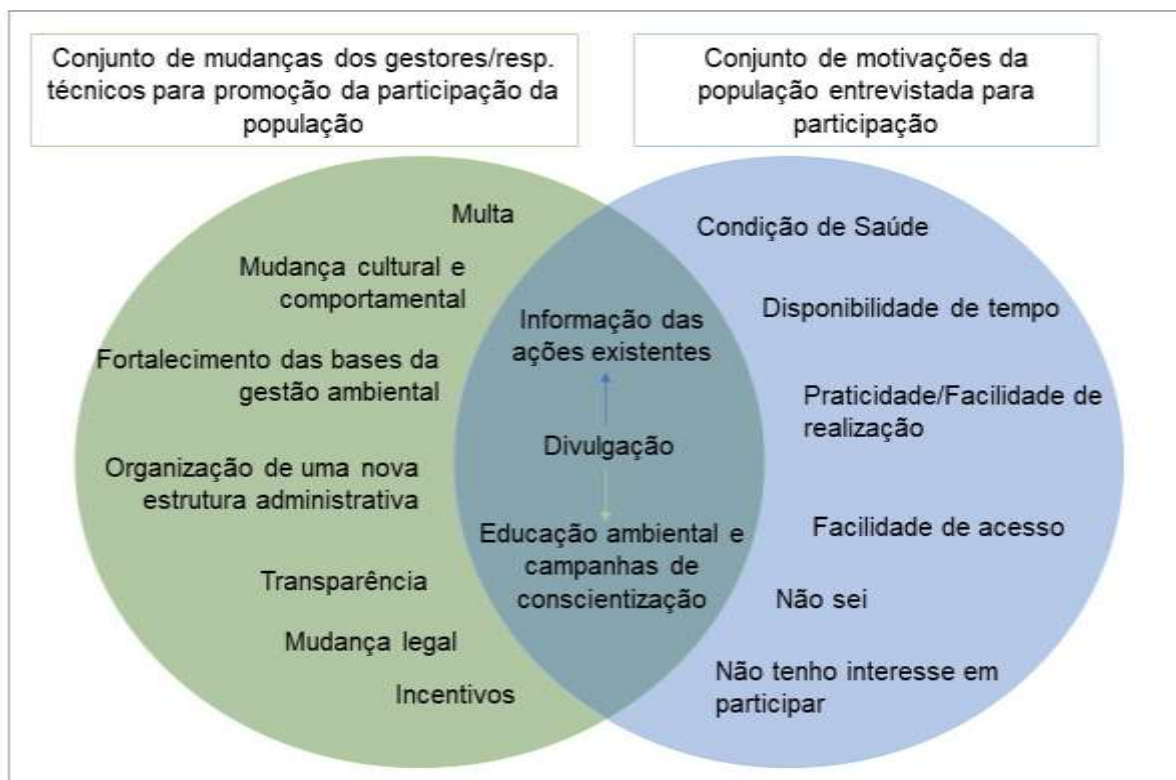 Conjunto de mudanças dos gestores/resp.
técnicos para promoção da participação da
população
Conjunto de motivações da
população entrevistada para
participação
Multa
Mudança cultural e
comportamental
Fortalecimento das bases da
gestão ambiental
Organização de uma nova
estrutura administrativa
Transparência
Mudança legal
Incentivos
Informação das
ações existentes
Divulgação
Educação ambiental e
campanhas de
conscientização
Condição de Saúde
Disponibilidade de tempo
Praticidade/Facilidade de
realização
Facilidade de acesso
Não sei
Não tenho interesse em
participar